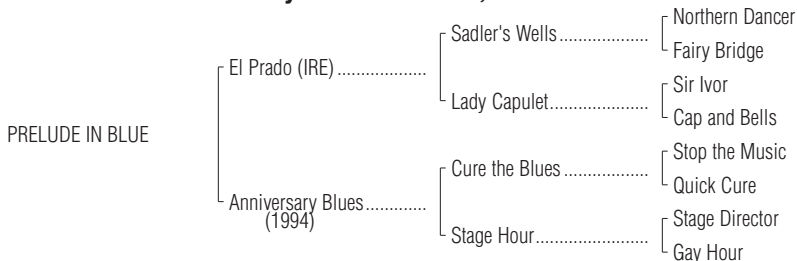 Northern Dancer
Sadler's Wells...................
Fairy Bridge
El Prado (IRE)...................
Sir Ivor
Lady Capulet.....................
Cap and Bells
PRELUDE IN BLUE
Stop the Music
Cure the Blues ..................
Quick Cure
Anniversary Blues.............
(1994)
Stage Director
Stage Hour........................
Gay Hour